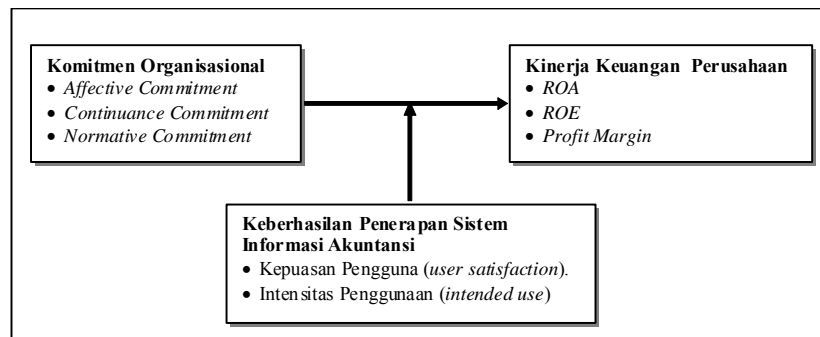 Komitmen Organisasional
• Affective Commitment
• Continuance Commitment
• Normative Commitment
Kinerja Keuangan Perusahaan
• ROA
• ROE
• Profit Margin
Keberhasilan Penerapan Sistem
Informasi Akuntansi
• Kepuasan Pengguna (user satisfaction).
• Intensitas Penggunaan (intended use)